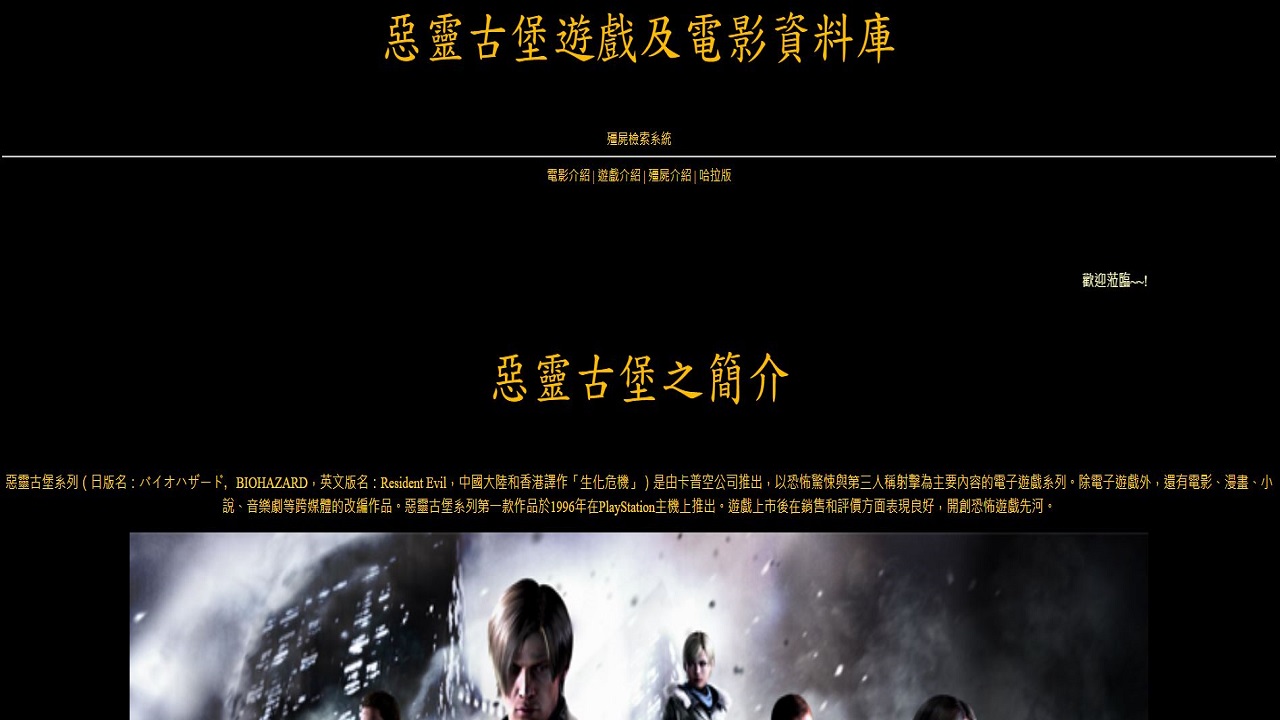 惡靈古堡遊戲及電影資料庫
殭屍檢索系統
電影介紹 | 遊戲介紹 | 殭屍介紹 | 哈拉版
歡迎蒞臨~~!
惡靈古堡之簡介
惡靈古堡系列（日版名：バイオハザード，BIOHAZARD，英文版名：Resident Evil，中國大陸和香港譯作「生化危機」）是由卡普空公司推出，以恐怖驚悚與第三人稱射擊為主要內容的電子遊戲系列。除電子遊戲外，還有電影、漫畫、小
說、音樂劇等跨媒體的改編作品。惡靈古堡系列第一款作品於1996年在PlayStation主機上推出。遊戲上市後在銷售和評價方面表現良好，開創恐怖遊戲先河。